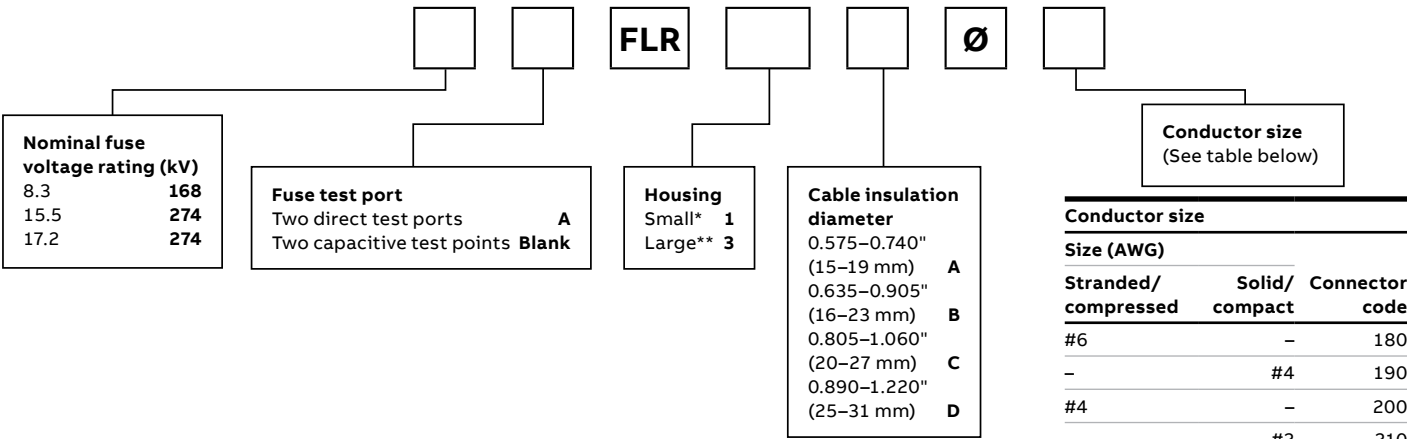 FLR
Ø
Nominal fuse
voltage rating (kV)
8.3 168
15.5 274
17.2 274
Fuse test port
Two direct test ports A
Two capacitive test points Blank
Housing
Small* 1
Large** 3
Cable insulation
diameter
0.575–0.740"
(15–19 mm) A
0.635–0.905"
(16–23 mm) B
0.805–1.060"
(20–27 mm) C
0.890–1.220"
(25–31 mm) D
Conductor size
(See table below)
Conductor size
Size (AWG)
Stranded/ Solid/ Connector
compressed compact code
#6 – 180
– #4 190
#4 – 200
#2 210